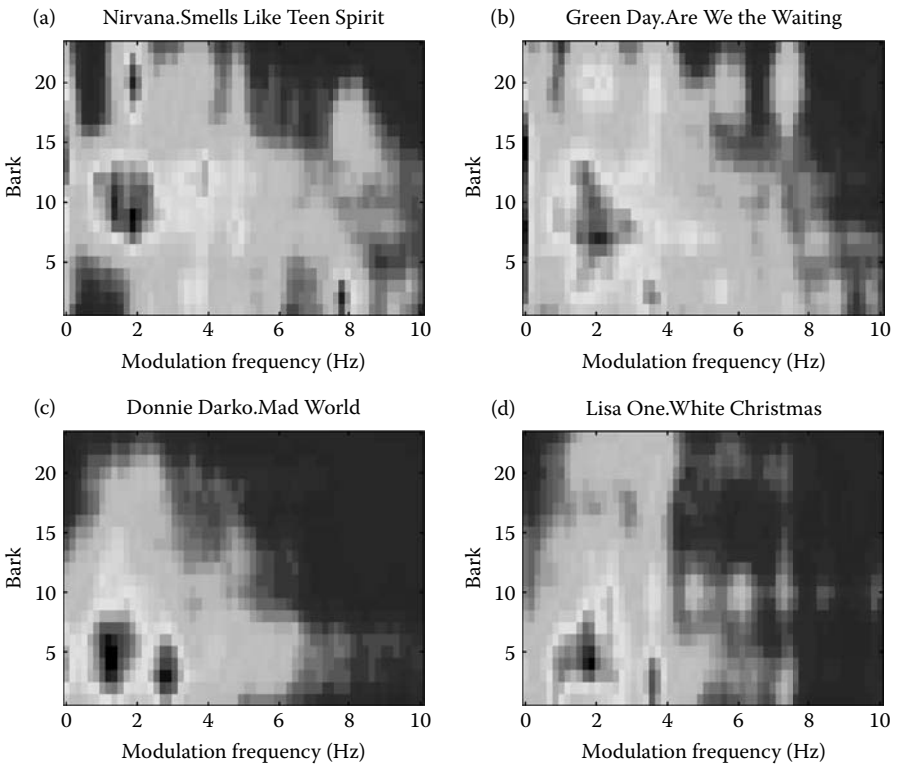 (a) Nirvana.Smells Like Teen Spirit
Bark
20
15
10
5
0 2 4 6 8 10
Modulation frequency (Hz)
(b) Green Day.Are We the Waiting
Bark
20
15
10
5
0 2 4 6 8 10
Modulation frequency (Hz)
(c) Donnie Darko.Mad World
Bark
20
15
10
5
0 2 4 6 8 10
Modulation frequency (Hz)
(d) Lisa One.White Christmas
Bark
20
15
10
5
0 2 4 6 8 10
Modulation frequency (Hz)